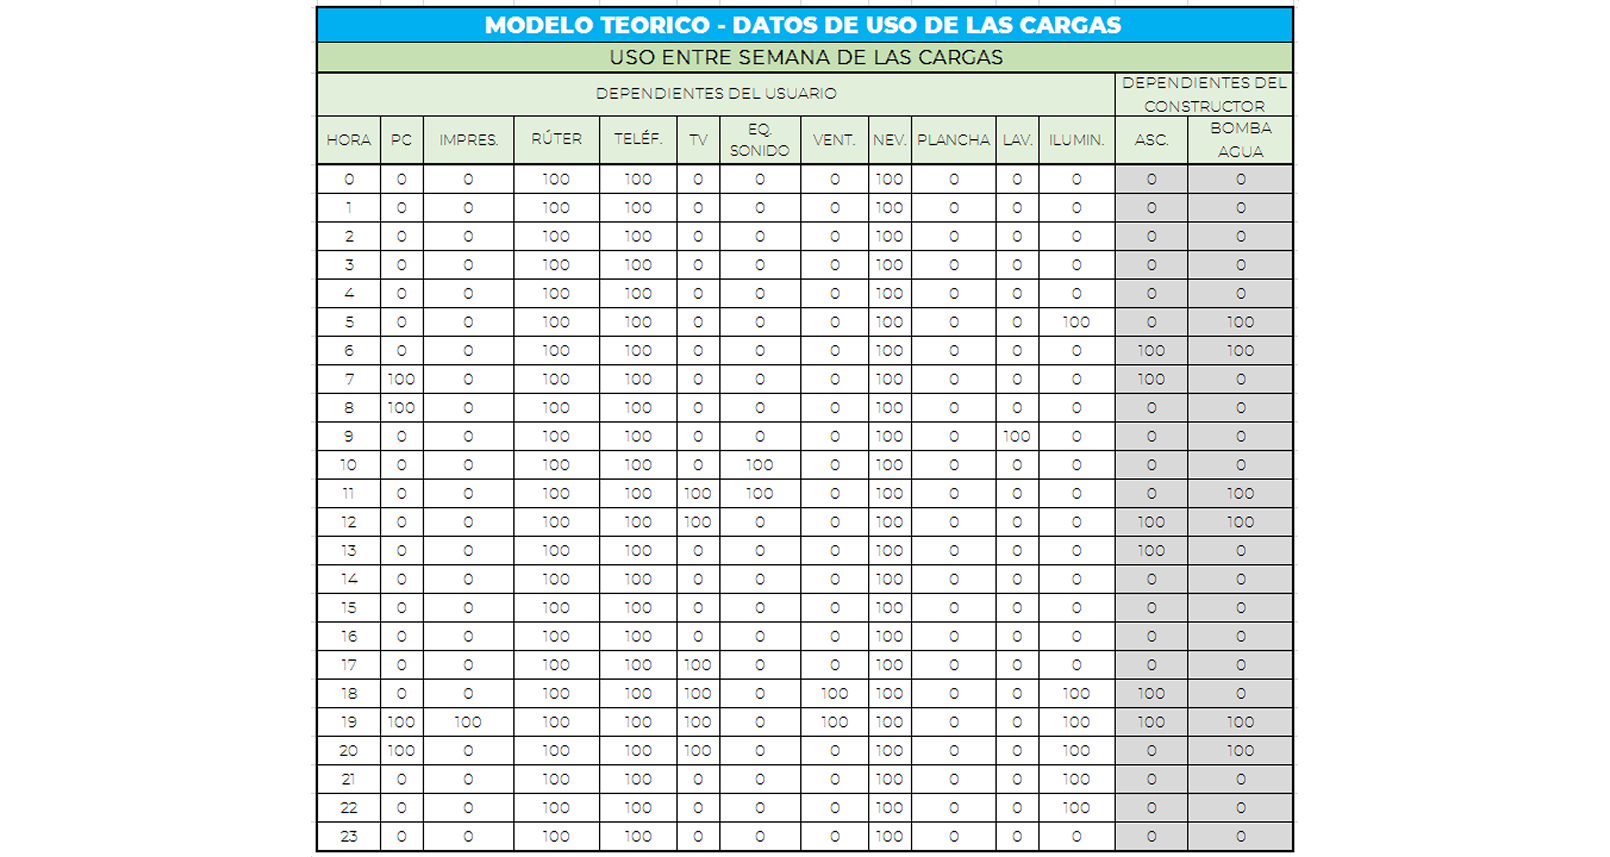 MODELO TEORICO - DATOS DE USO DE LAS CARGAS
USO ENTRE SEMANA DE LAS CARGAS
DEPENDIENTES DEL USUARIO
DEPENDIENTES DEL
CONSTRUCTOR
HORA PC IMPRES. RÚTER TELÉF. TV EQ. SONIDO VENT. NEV. PLANCHA LAV. ILUMIN. ASC. BOMBA AGUA
0 0 0 100 100 0 0 0 100 0 0 0 0 0
1 0 0 100 100 0 0 0 100 0 0 0 0 0
2 0 0 100 100 0 0 0 100 0 0 0 0 0
3 0 0 100 100 0 0 0 100 0 0 0 0 0
4 0 0 100 100 0 0 0 100 0 0 0 0 0
5 0 0 100 100 0 0 0 100 0 0 100 0 100
6 0 0 100 100 0 0 0 100 0 0 0 100 100
7 100 0 100 100 0 0 0 100 0 0 0 100 0
8 100 0 100 100 0 0 0 100 0 0 0 0 0
9 0 0 100 100 0 0 0 100 0 100 0 0 0
10 0 0 100 100 0 100 0 100 0 0 0 0 0
11 0 0 100 100 100 100 0 100 0 0 0 0 100
12 0 0 100 100 100 0 0 100 0 0 0 100 100
13 0 0 100 100 0 0 0 100 0 0 0 100 0
14 0 0 100 100 0 0 0 100 0 0 0 0 0
15 0 0 100 100 0 0 0 100 0 0 0 0 0
16 0 0 100 100 0 0 0 100 0 0 0 0 0
17 0 0 100 100 100 0 0 100 0 0 0 0 0
18 0 0 100 100 100 0 100 100 0 0 100 100 0
19 100 100 100 100 100 0 100 100 0 0 100 100 100
20 100 0 100 100 100 0 0 100 0 0 100 0 100
21 0 0 100 100 0 0 0 100 0 0 100 0 0
22 0 0 100 100 0 0 0 100 0 0 100 0 0
23 0 0 100 100 0 0 0 100 0 0 0 0 0